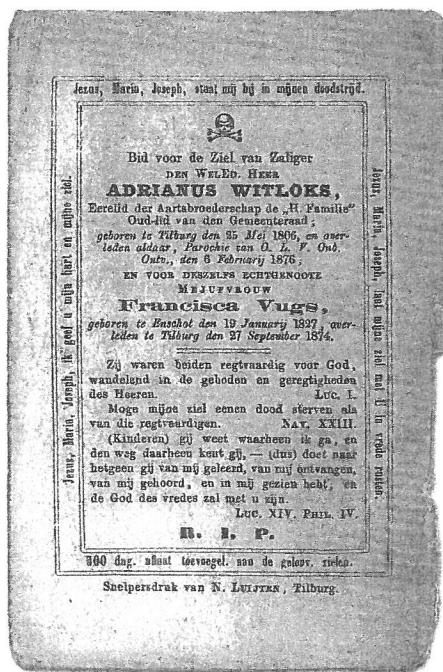 Jezus, Maria, Joseph, staat mij bij in mijnen doodstrijd.
Jezus, Maria, Joseph, ik geef u mijn hart en mijne ziel.
Bid voor de Ziel van Zaliger
DEN WELED. HEER
ADRIANUS WITLOKS,
Eerelid der Aartsbroederschap de „H. Familie"
Oud-lid van den Gemeenteraad;
geboren te Tilburg den 25 Mei 1806, en over-
leden aldaar, Parochie van O. L. V. Onb.
Ontv., den 6 February 1876;
EN VOOR DESZELFS ECHTGENOOTE
MEJUFVROUW
Francisca Vugs,
geboren te Enschot den 19 January 1827, over-
leden te Tilburg den 27 September 1874.
Zij waren beiden regtvaardig voor God,
wandelend in de geboden en geregtigheden
des Heeren. LUC. I.
Moge mijne ziel eenen dood sterven als
van die regtvaardigen. NAT. XXIII.
(Kinderen) gij weet waarheen ik ga, en
den weg daarheen kent gij, — (dus) doet naar
hetgeen gij van mij geleerd, van mij ontvangen,
van mij gehoord, en in mij gezien hebt, en
de God des vredes zal met u zijn.
LUC. XIV. PHIL. IV.
R. I. P.
Jezus, Maria, Joseph, laat mijne ziel met U in vrede rusten.
300 dag. aflaat toevoegel. aan de geloov. zielen.
Snelpersdruk van N. LUIJTEN, Tilburg.